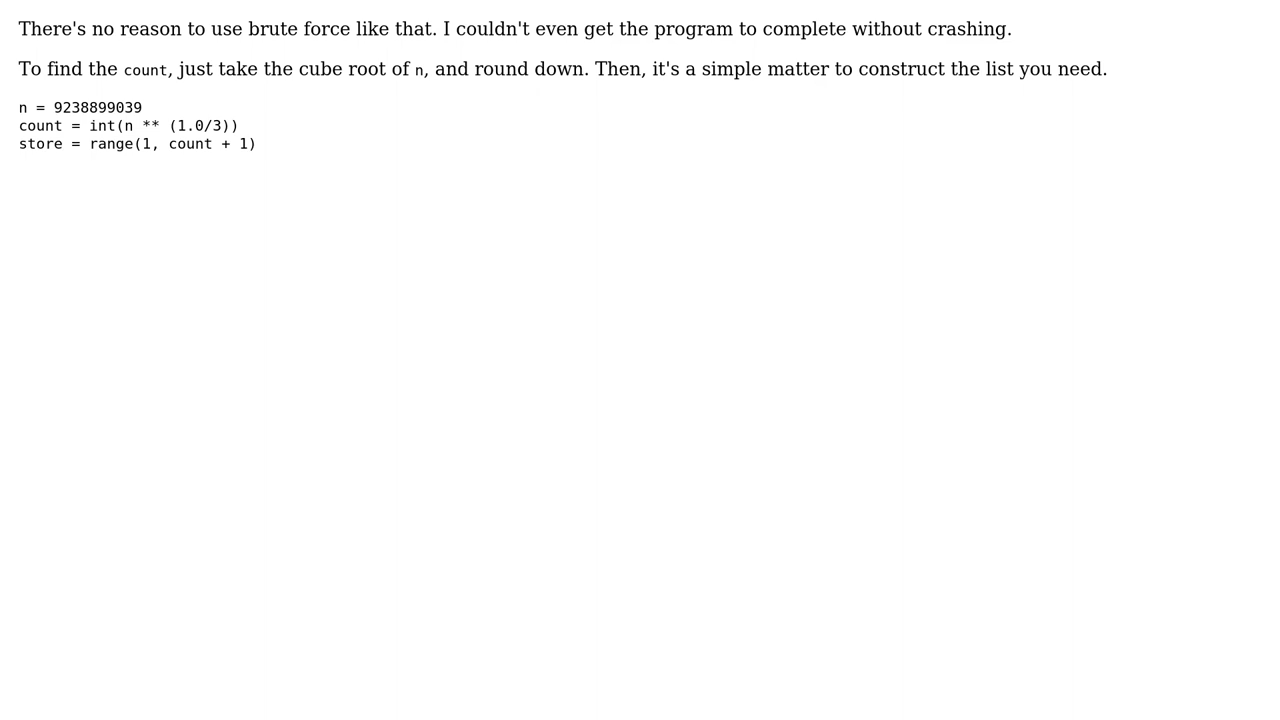 There's no reason to use brute force like that. I couldn't even get the program to complete without crashing.
To find the count, just take the cube root of n, and round down. Then, it's a simple matter to construct the list you need.
n = 9238899039
count = int(n ** (1.0/3))
store = range(1, count + 1)